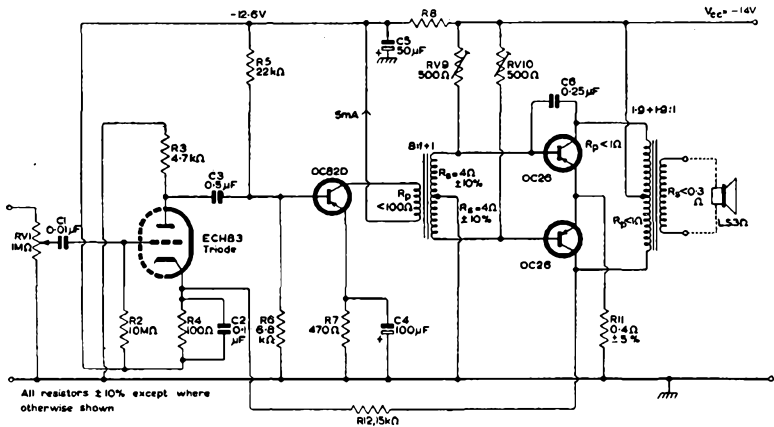 -12.6V
R8
Vcc= -14V
C5
50µF
R5
22kΩ
RV9
500Ω
RV10
500Ω
C6
0.25µF
1.9+1.9:1
5mA
R3
4.7kΩ
C3
0.5µF
OC82D
8:1+1
Rs=4Ω
±10%
Rp
<100Ω
Rs=4Ω
±10%
Rp<1Ω
OC26
Rp<1Ω
Rs<0.3
Ω
LS3Ω
RV1
1MΩ
C1
0.01µF
ECH83
Triode
OC26
R2
10MΩ
R4
100Ω
C2
0.1
µF
R6
6.8
kΩ
R7
470Ω
C4
100µF
R11
0.4Ω
±5%
All resistors ±10% except where
otherwise shown
R12,15kΩ